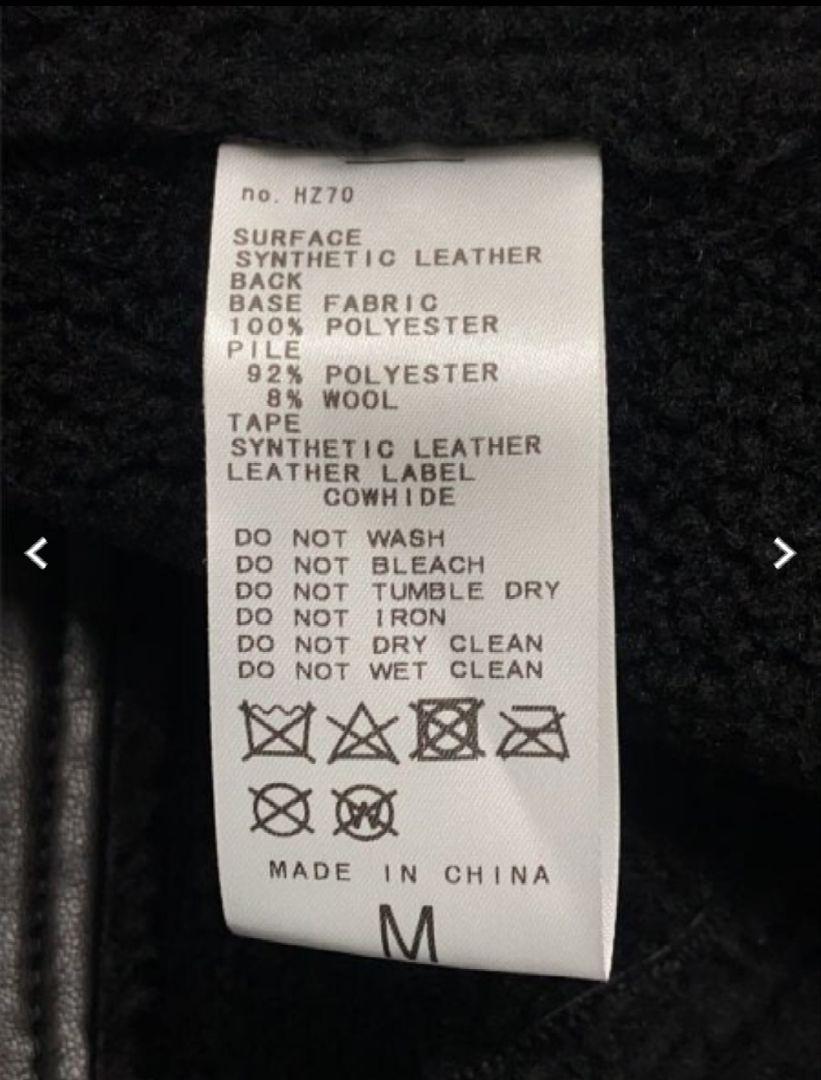 no. HZ70
SURFACE
SYNTHETIC LEATHER
BACK
BASE FABRIC
100% POLYESTER
PILE
92% POLYESTER
8% WOOL
TAPE
SYNTHETIC LEATHER
LEATHER LABEL
COWHIDE
DO NOT WASH
DO NOT BLEACH
DO NOT TUMBLE DRY
DO NOT IRON
DO NOT DRY CLEAN
DO NOT WET CLEAN
W
MADE IN CHINA
M